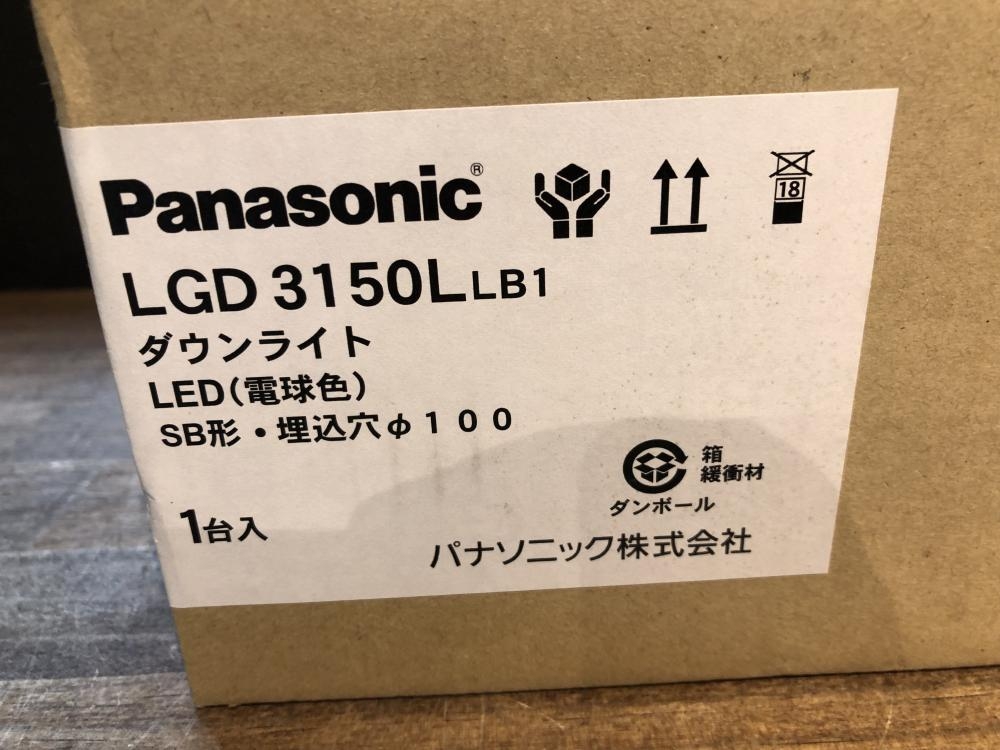 Panasonic®
18
LGD 3150L LB1
ダウンライト
LED(電球色)
SB形・埋込穴φ100
箱
緩衝材
ダンボール
1台入
パナソニック株式会社